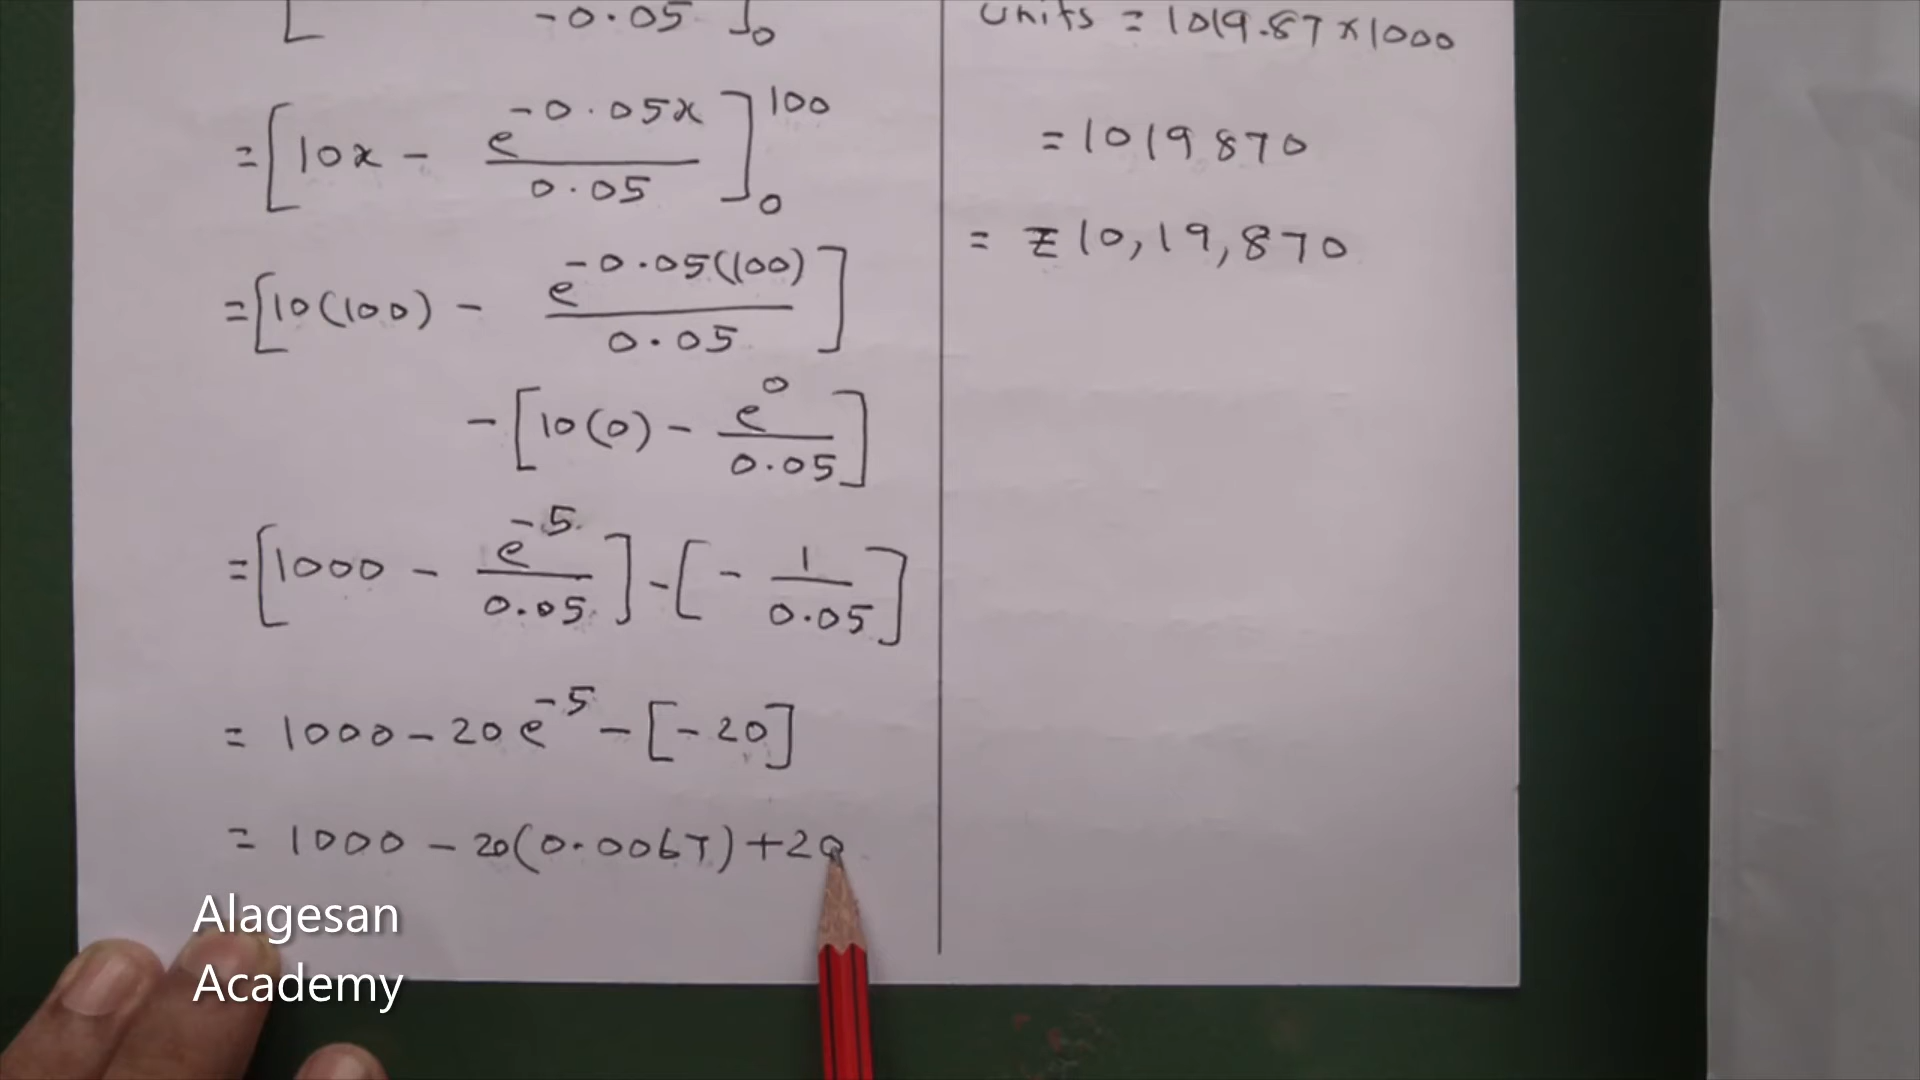 -0.05 ]₀
= [ 10x - e^{-0.05x} / 0.05 ]₀^{100}
= [ 10(100) - e^{-0.05(100)} / 0.05 ]
- [ 10(0) - e^{0} / 0.05 ]
= [ 1000 - e^{-5} / 0.05 ] - [ - 1 / 0.05 ]
= 1000 - 20 e^{-5} - [ - 20 ]
= 1000 - 20(0.0067) + 20
units = 1019.87 × 1000
= 1019870
= ₹10,19,870
Alagesan
Academy